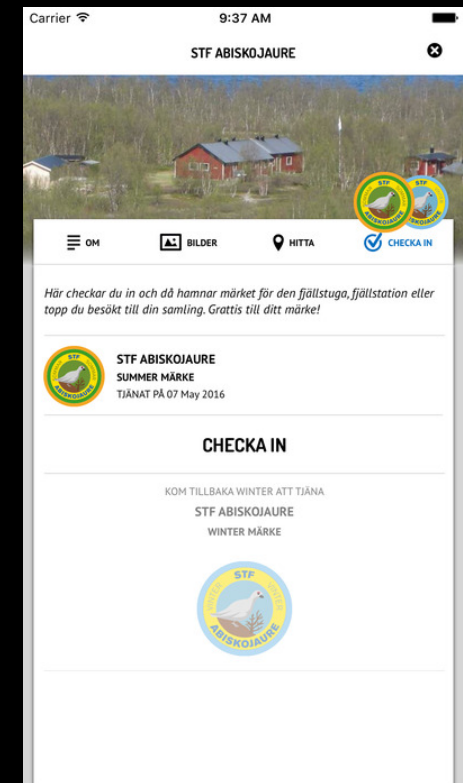 Carrier 9:37 AM
STF ABISKOJAURE
STF
ABISKOJAURE
STF
ABISKOJAURE
OM BILDER HITTA CHECKA IN
Här checkar du in och då hamnar märket för den fjällstuga, fjällstation eller
topp du besökt till din samling. Grattis till ditt märke!
STF
ABISKOJAURE
STF ABISKOJAURE
SUMMER MÄRKE
TJÄNAT PÅ 07 May 2016
CHECKA IN
KOM TILLBAKA WINTER ATT TJÄNA
STF ABISKOJAURE
WINTER MÄRKE
STF
VINTER VINTER
ABISKOJAURE